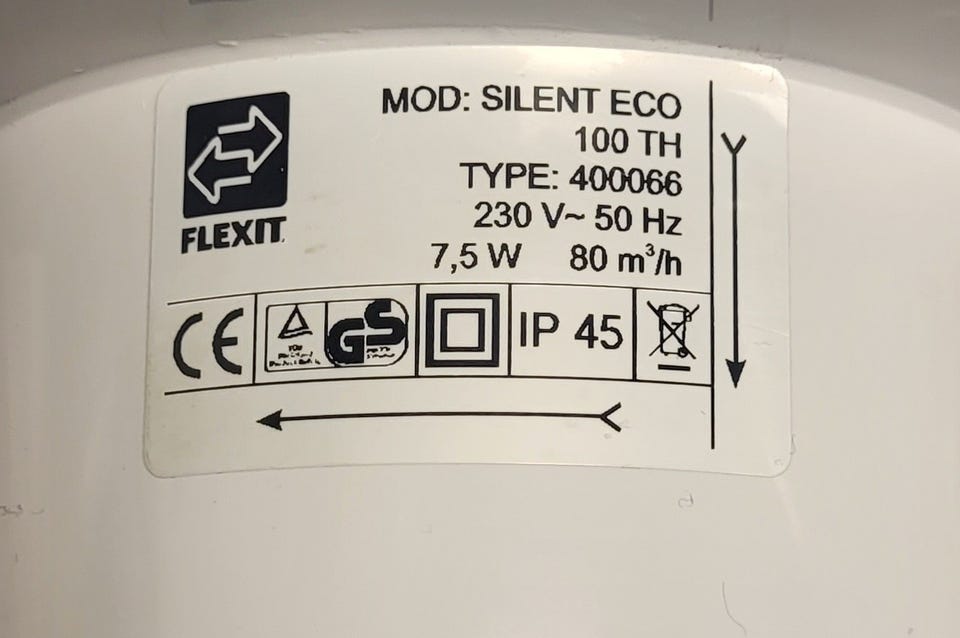 FLEXIT
MOD: SILENT ECO
100 TH
TYPE: 400066
230 V~ 50 Hz
7,5 W 80 m³/h
CE
GS
IP 45